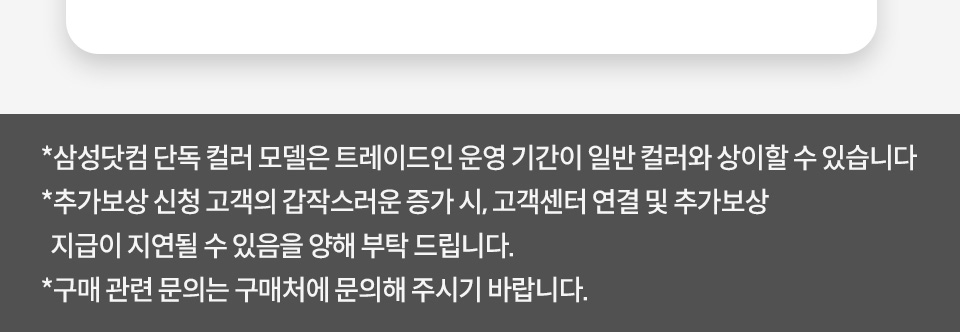 *삼성닷컴 단독 컬러 모델은 트레이드인 운영 기간이 일반 컬러와 상이할 수 있습니다
*추가보상 신청 고객의 갑작스러운 증가 시, 고객센터 연결 및 추가보상
지급이 지연될 수 있음을 양해 부탁 드립니다.
*구매 관련 문의는 구매처에 문의해 주시기 바랍니다.